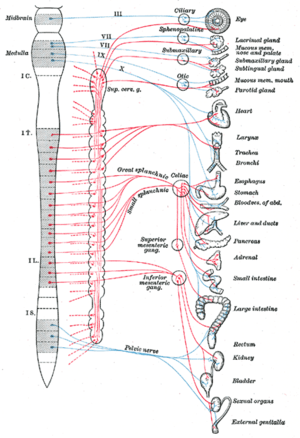 Midbrain
III
Ciliary
Eye
Medulla
VII
Sphenopalatine
Lacrimal gland
Mucous mem.
nose and palate
VII
Submaxillary
Submaxillary gland
Sublingual gland
IX
Mucous mem. mouth
X
Otic
Parotid gland
I C.
Sup. cerv. g.
Heart
I T.
Larynx
Trachea
Bronchi
Great splanchnic
Celiac
Esophagus
Small splanchnic
Stomach
Bloodves. of abd.
Liver and ducts
Superior
mesenteric
gang.
Pancreas
Adrenal
I L.
Inferior
mesenteric
gang.
Small intestine
I S.
Large intestine
Pelvic nerve
Rectum
Kidney
Bladder
Sexual organs
External genitalia